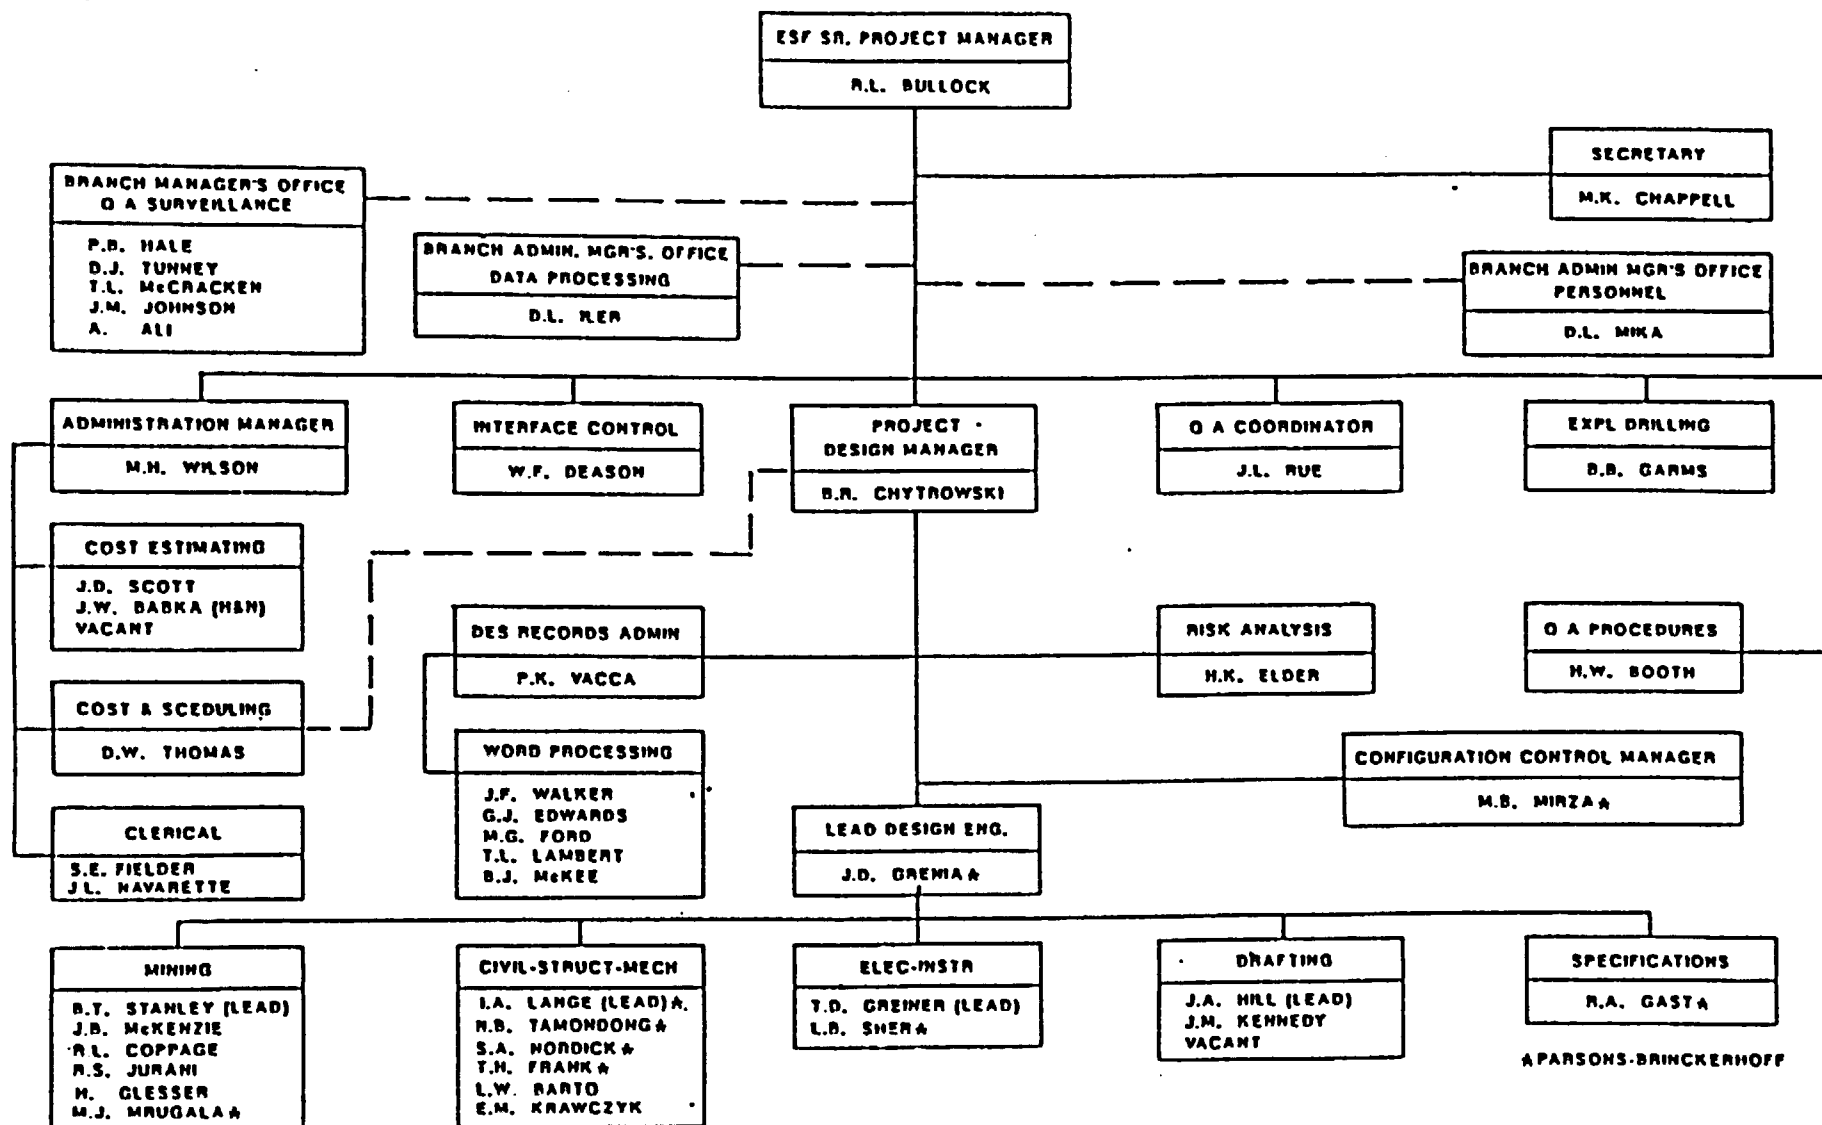 ESF SR. PROJECT MANAGER
R.L. BULLOCK
SECRETARY
M.K. CHAPPELL
BRANCH MANAGER'S OFFICE
Q A SURVEILLANCE
P.B. HALE
D.J. TUNNEY
T.L. McCRACKEN
J.M. JOHNSON
A. ALI
BRANCH ADMIN. MGR'S. OFFICE
DATA PROCESSING
D.L.
BRANCH ADMIN MGR'S OFFICE
PERSONNEL
D.L. MIKA
ADMINISTRATION MANAGER
M.H. WILSON
INTERFACE CONTROL
W.F. DEASON
PROJECT
DESIGN MANAGER
B.R. CHYTROWSKI
Q A COORDINATOR
J.L. RUE
EXPL DRILLING
B.B. GARMS
COST ESTIMATING
J.D. SCOTT
J.W. BABKA (H&N)
VACANT
DES RECORDS ADMIN
P.K. VACCA
RISK ANALYSIS
H.K. ELDER
Q A PROCEDURES
H.W. BOOTH
COST & SCEDULING
D.W. THOMAS
WORD PROCESSING
J.F. WALKER
G.J. EDWARDS
M.G. FORD
T.L. LAMBERT
B.J. McKEE
CONFIGURATION CONTROL MANAGER
M.B. MIRZA★
CLERICAL
S.E. FIELDER
J.L. NAVARETTE
LEAD DESIGN ENG.
J.D. GRENIA★
MINING
B.T. STANLEY (LEAD)
J.B. McKENZIE
R.L. COPPAGE
R.S. JURANI
H. GLESSER
M.J. MRUGALA★
CIVIL-STRUCT-MECH
I.A. LANGE (LEAD)★.
N.B. TAMONDONG★
S.A. NORDICK★
T.H. FRANK★
L.W. BARTO
E.M. KRAWCZYK
ELEC-INSTR
T.D. GREINER (LEAD)
L.B. SHER★
DRAFTING
J.A. HILL (LEAD)
J.M. KENNEDY
VACANT
SPECIFICATIONS
R.A. GAST★
★PARSONS-BRINCKERHOFF